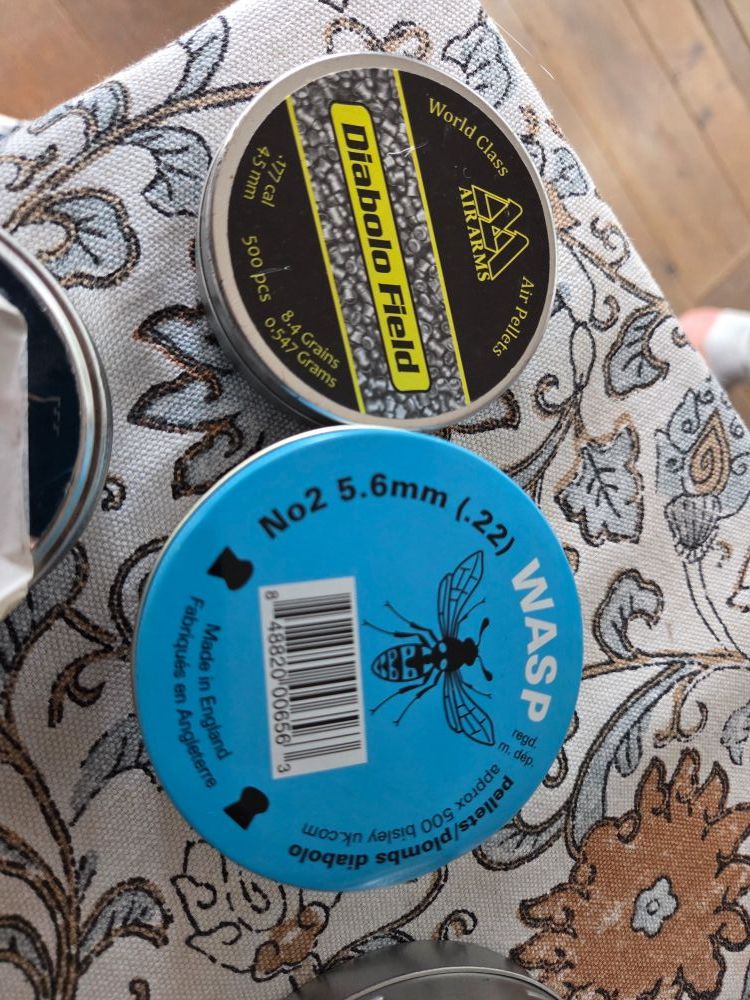 World Class
AIR ARMS
Air Pellets
Diabolo Field
.177 cal
4.5 mm
500 pcs
8.4 Grains
0.547 Grams
No2 5.6mm (.22)
WASP
regd.
m. dép.
pellets/plombs diabolo
approx 500 bisley uk.com
Made in England
Fabriqués en Angleterre
8 48820 00656 3